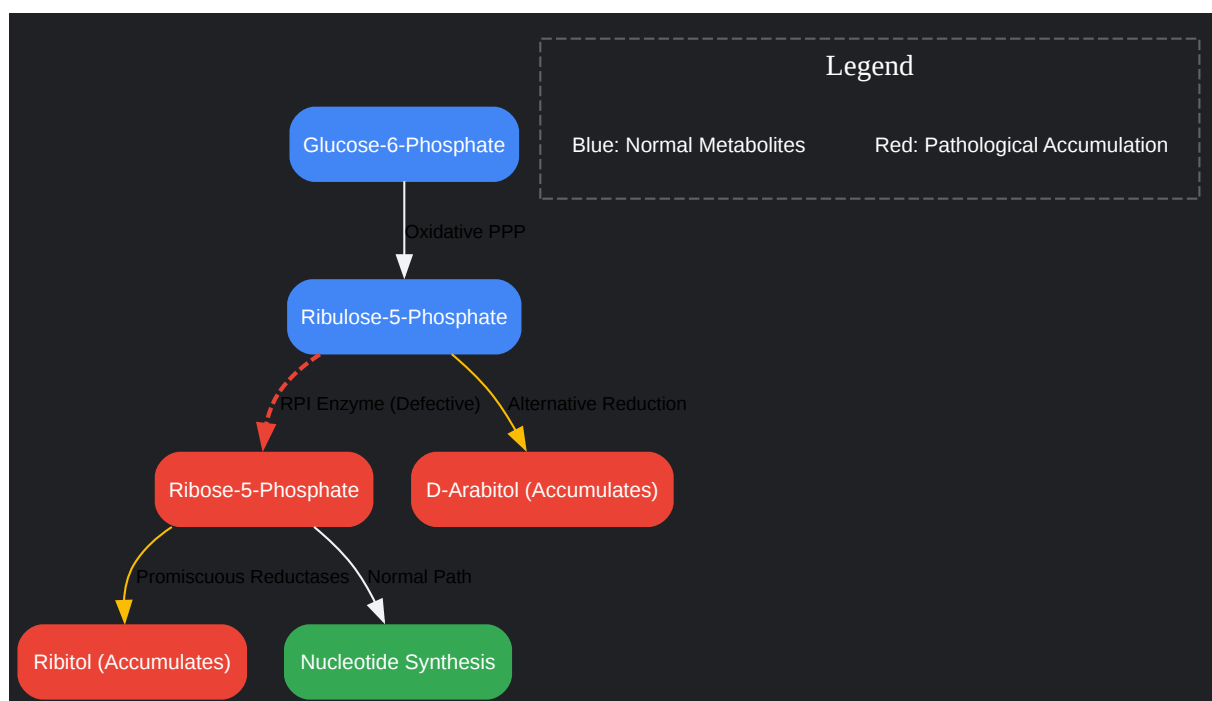 Legend
Blue: Normal Metabolites
Red: Pathological Accumulation
Glucose-6-Phosphate
Oxidative PPP
Ribulose-5-Phosphate
RPI Enzyme (Defective)
Alternative Reduction
Ribose-5-Phosphate
D-Arabitol (Accumulates)
Promiscuous Reductases
Normal Path
Ribitol (Accumulates)
Nucleotide Synthesis